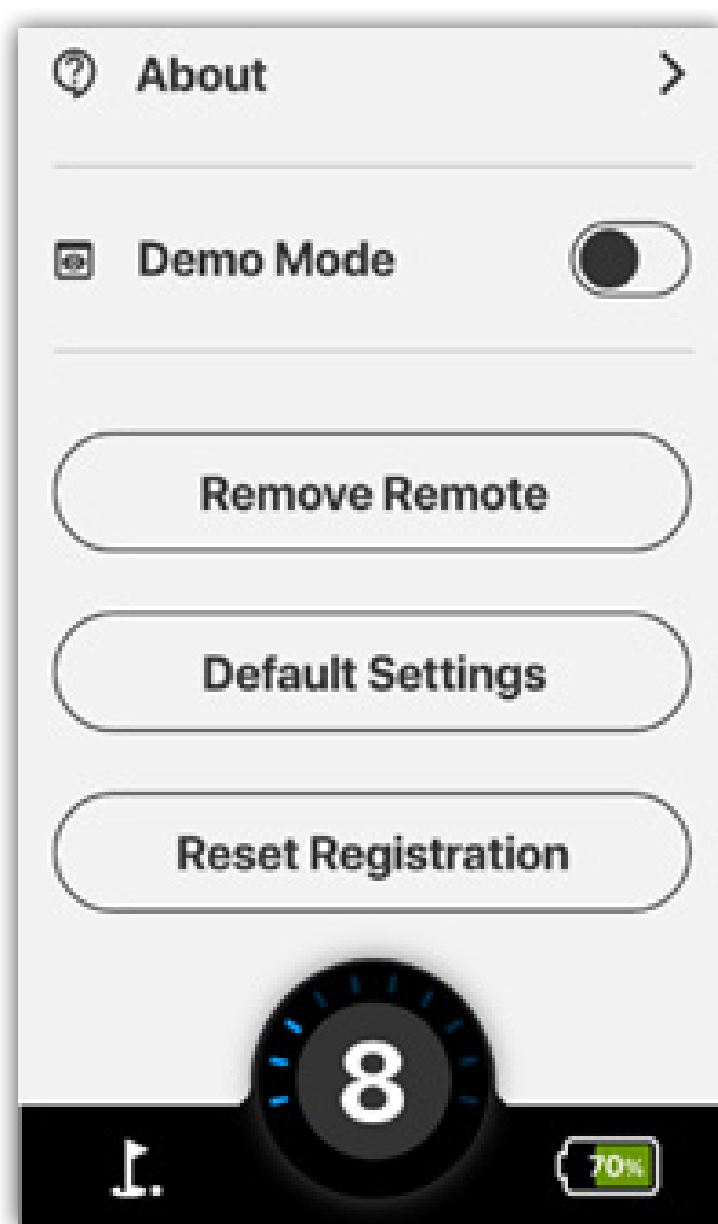 About
Demo Mode
Remove Remote
Default Settings
Reset Registration
8
70%